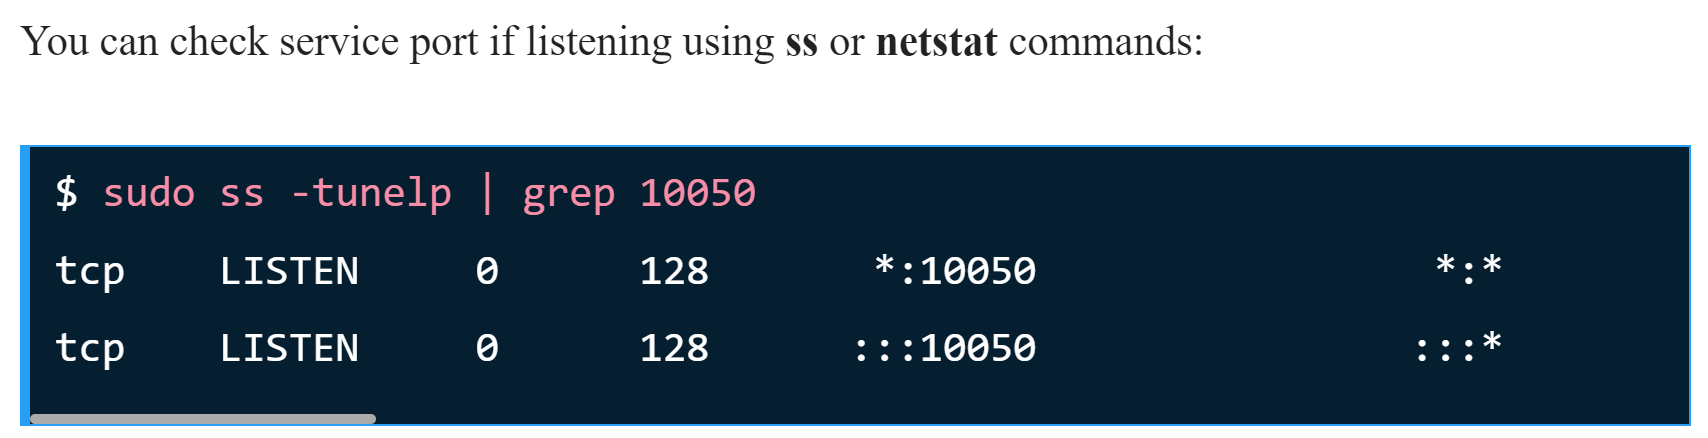 You can check service port if listening using ss or netstat commands:
$ sudo ss -tunelp | grep 10050
tcp    LISTEN     0      128       *:10050                 *:*
tcp    LISTEN     0      128      :::10050                :::*